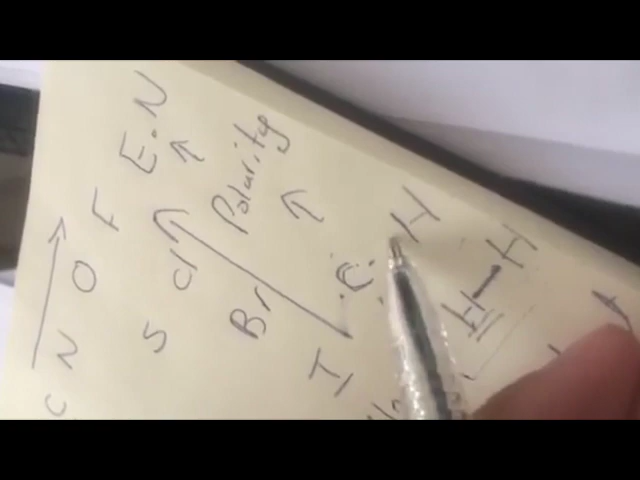 C N O F E.N ↑
S Cl Polarity ↑
Br
I
C H
H–H